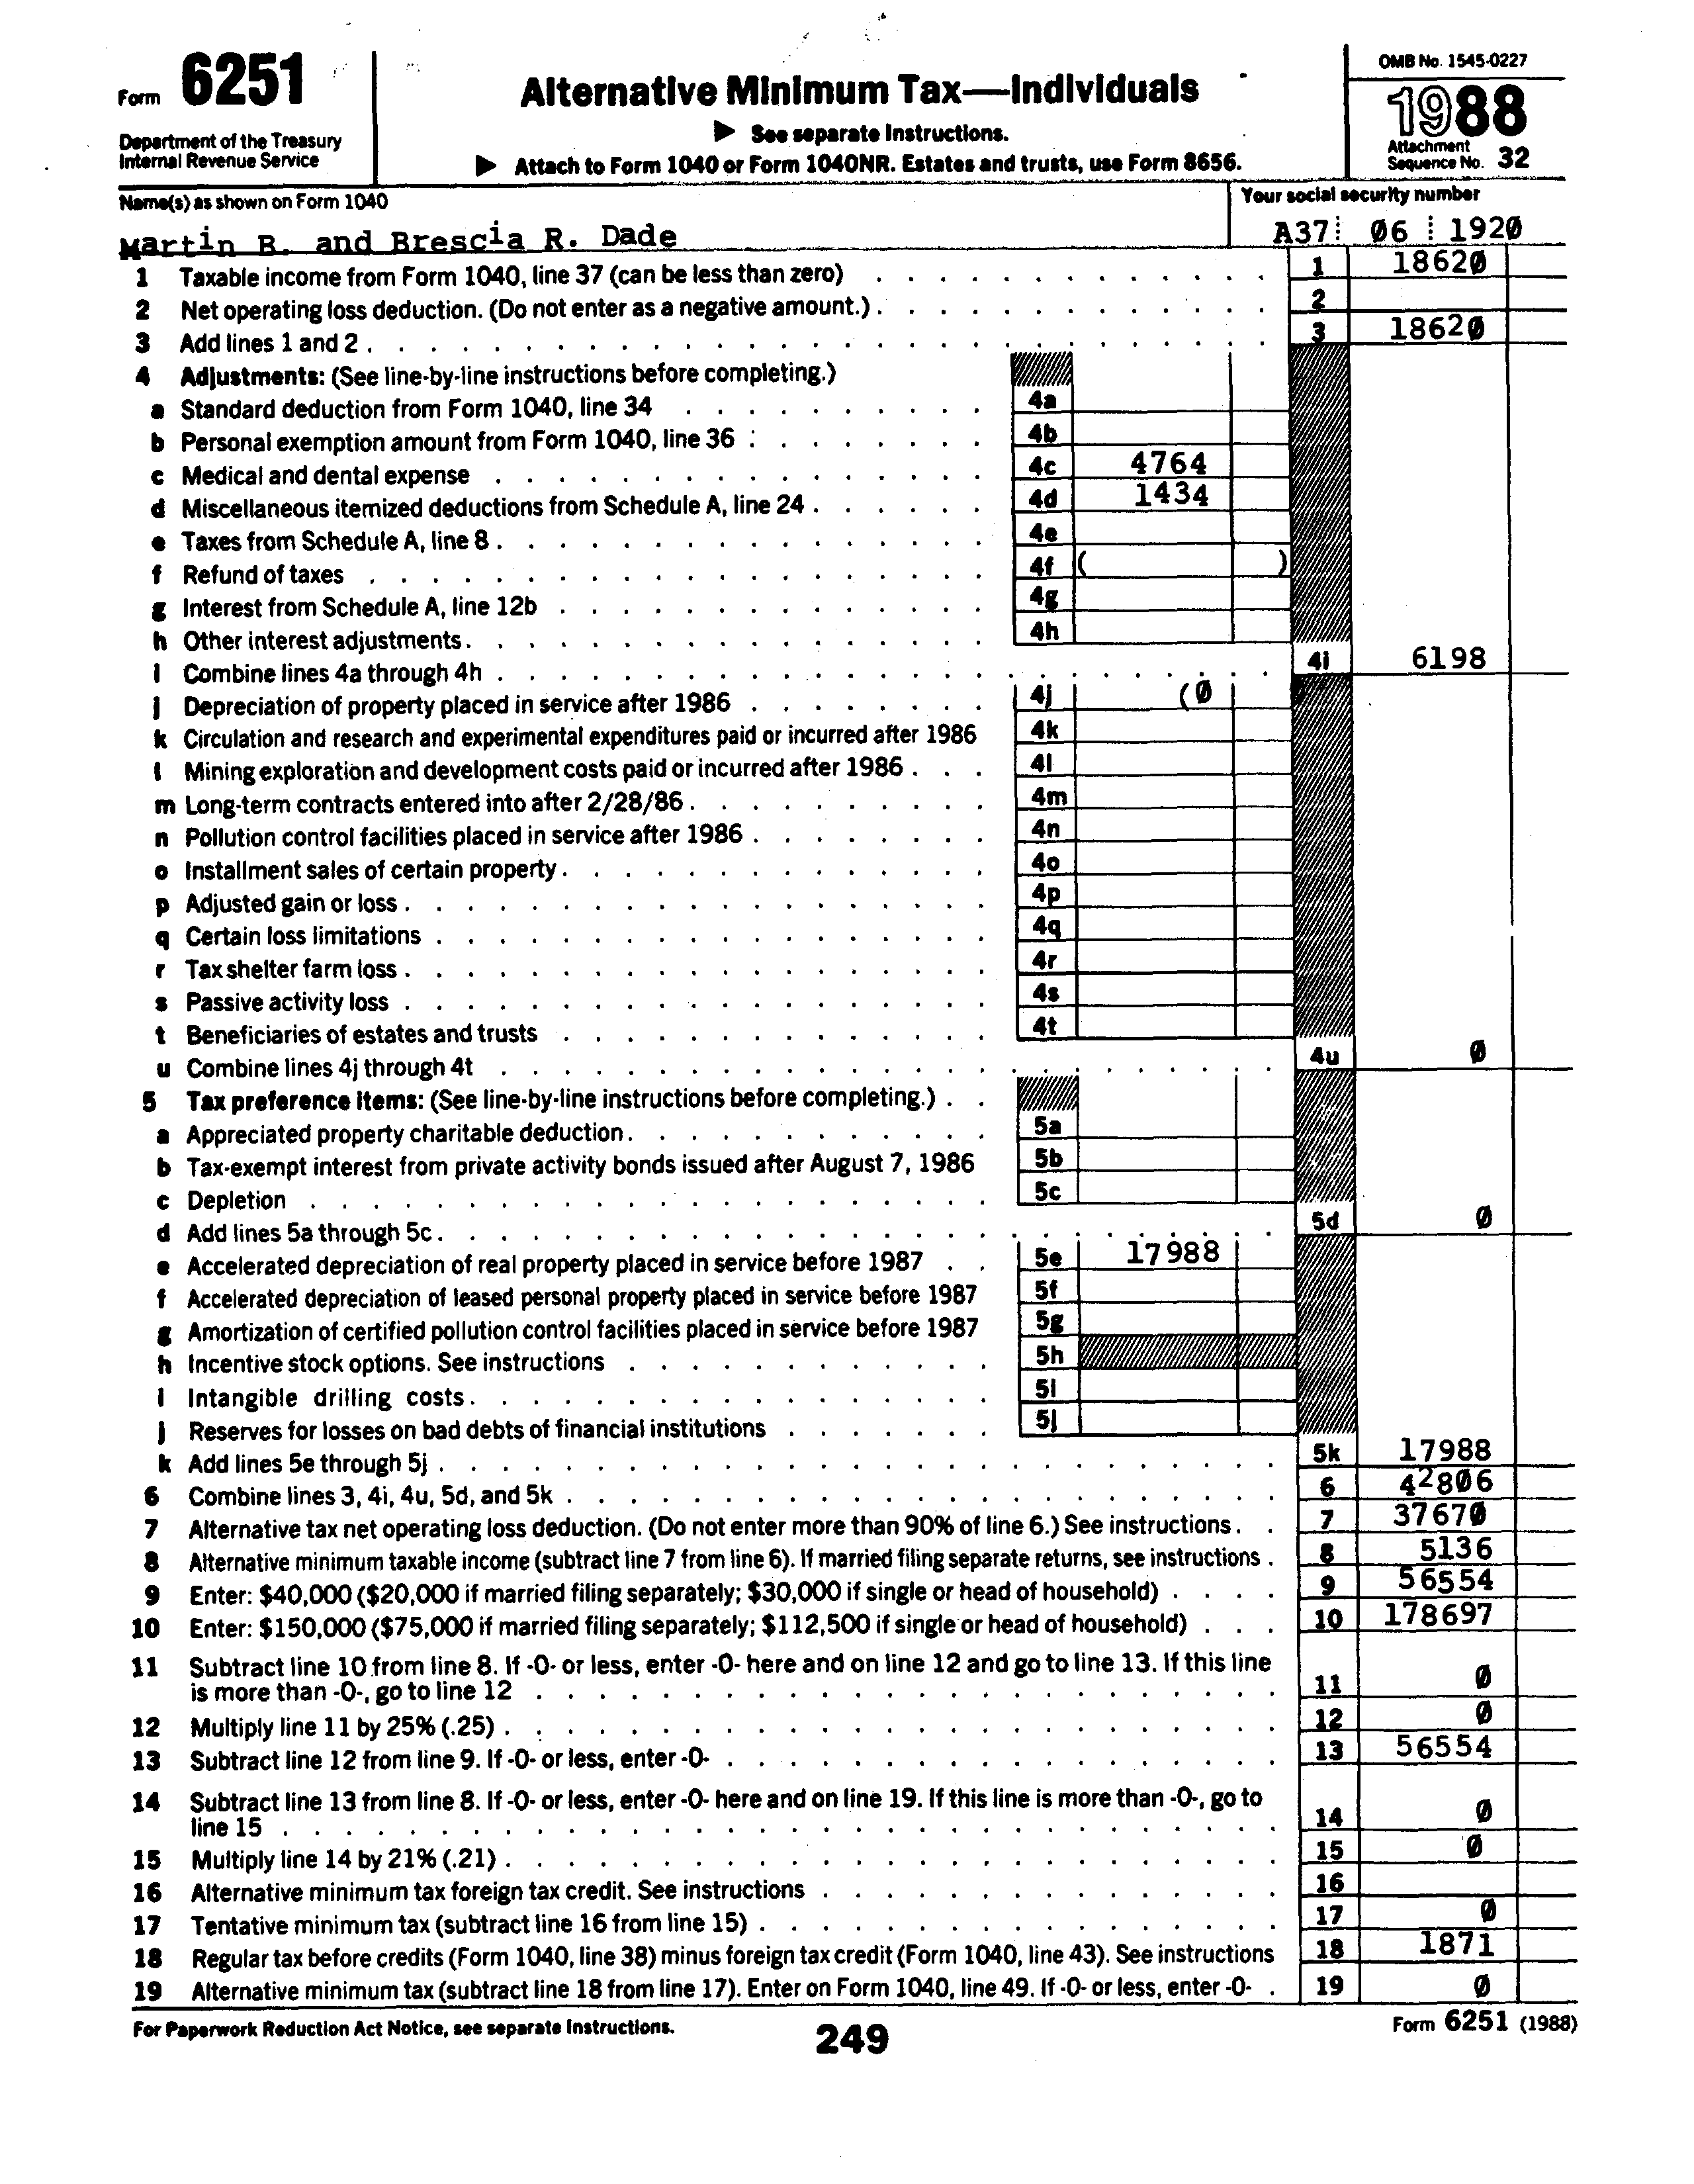 Form 6251
Department of the Treasury
Internal Revenue Service
Alternative Minimum Tax—Individuals
▶ See separate Instructions.
▶ Attach to Form 1040 or Form 1040NR. Estates and trusts, use Form 8656.
OMB No. 1545-0227
1988
Attachment
Sequence No. 32
Name(s) as shown on Form 1040
Your social security number
Martin B. and Brescia R. Dade
A37 06 1920
1 Taxable income from Form 1040, line 37 (can be less than zero) 1 18620
2 Net operating loss deduction. (Do not enter as a negative amount.) 2
3 Add lines 1 and 2 3 18620
4 Adjustments: (See line-by-line instructions before completing.)
a Standard deduction from Form 1040, line 34 4a
b Personal exemption amount from Form 1040, line 36 4b
c Medical and dental expense 4c 4764
d Miscellaneous itemized deductions from Schedule A, line 24 4d 1434
e Taxes from Schedule A, line 8 4e
f Refund of taxes 4f ( )
g Interest from Schedule A, line 12b 4g
h Other interest adjustments 4h
i Combine lines 4a through 4h 4i 6198
j Depreciation of property placed in service after 1986 4j (0
k Circulation and research and experimental expenditures paid or incurred after 1986 4k
l Mining exploration and development costs paid or incurred after 1986 4l
m Long-term contracts entered into after 2/28/86 4m
n Pollution control facilities placed in service after 1986 4n
o Installment sales of certain property 4o
p Adjusted gain or loss 4p
q Certain loss limitations 4q
r Tax shelter farm loss 4r
s Passive activity loss 4s
t Beneficiaries of estates and trusts 4t
u Combine lines 4j through 4t 4u 0
5 Tax preference items: (See line-by-line instructions before completing.)
a Appreciated property charitable deduction 5a
b Tax-exempt interest from private activity bonds issued after August 7, 1986 5b
c Depletion 5c
d Add lines 5a through 5c 5d 0
e Accelerated depreciation of real property placed in service before 1987 5e 17988
f Accelerated depreciation of leased personal property placed in service before 1987 5f
g Amortization of certified pollution control facilities placed in service before 1987 5g
h Incentive stock options. See instructions 5h
i Intangible drilling costs 5i
j Reserves for losses on bad debts of financial institutions 5j
k Add lines 5e through 5j 5k 17988
6 Combine lines 3, 4i, 4u, 5d, and 5k 6 42806
7 Alternative tax net operating loss deduction. (Do not enter more than 90% of line 6.) See instructions 7 37670
8 Alternative minimum taxable income (subtract line 7 from line 6). If married filing separate returns, see instructions 8 5136
9 Enter: $40,000 ($20,000 if married filing separately; $30,000 if single or head of household) 9 56554
10 Enter: $150,000 ($75,000 if married filing separately; $112,500 if single or head of household) 10 178697
11 Subtract line 10 from line 8. If -0- or less, enter -0- here and on line 12 and go to line 13. If this line
is more than -0-, go to line 12 11 0
12 Multiply line 11 by 25% (.25) 12 0
13 Subtract line 12 from line 9. If -0- or less, enter -0- 13 56554
14 Subtract line 13 from line 8. If -0- or less, enter -0- here and on line 19. If this line is more than -0-, go to
line 15 14 0
15 Multiply line 14 by 21% (.21) 15 0
16 Alternative minimum tax foreign tax credit. See instructions 16
17 Tentative minimum tax (subtract line 16 from line 15) 17 0
18 Regular tax before credits (Form 1040, line 38) minus foreign tax credit (Form 1040, line 43). See instructions 18 1871
19 Alternative minimum tax (subtract line 18 from line 17). Enter on Form 1040, line 49. If -0- or less, enter -0- 19 0
For Paperwork Reduction Act Notice, see separate Instructions.
249
Form 6251 (1988)